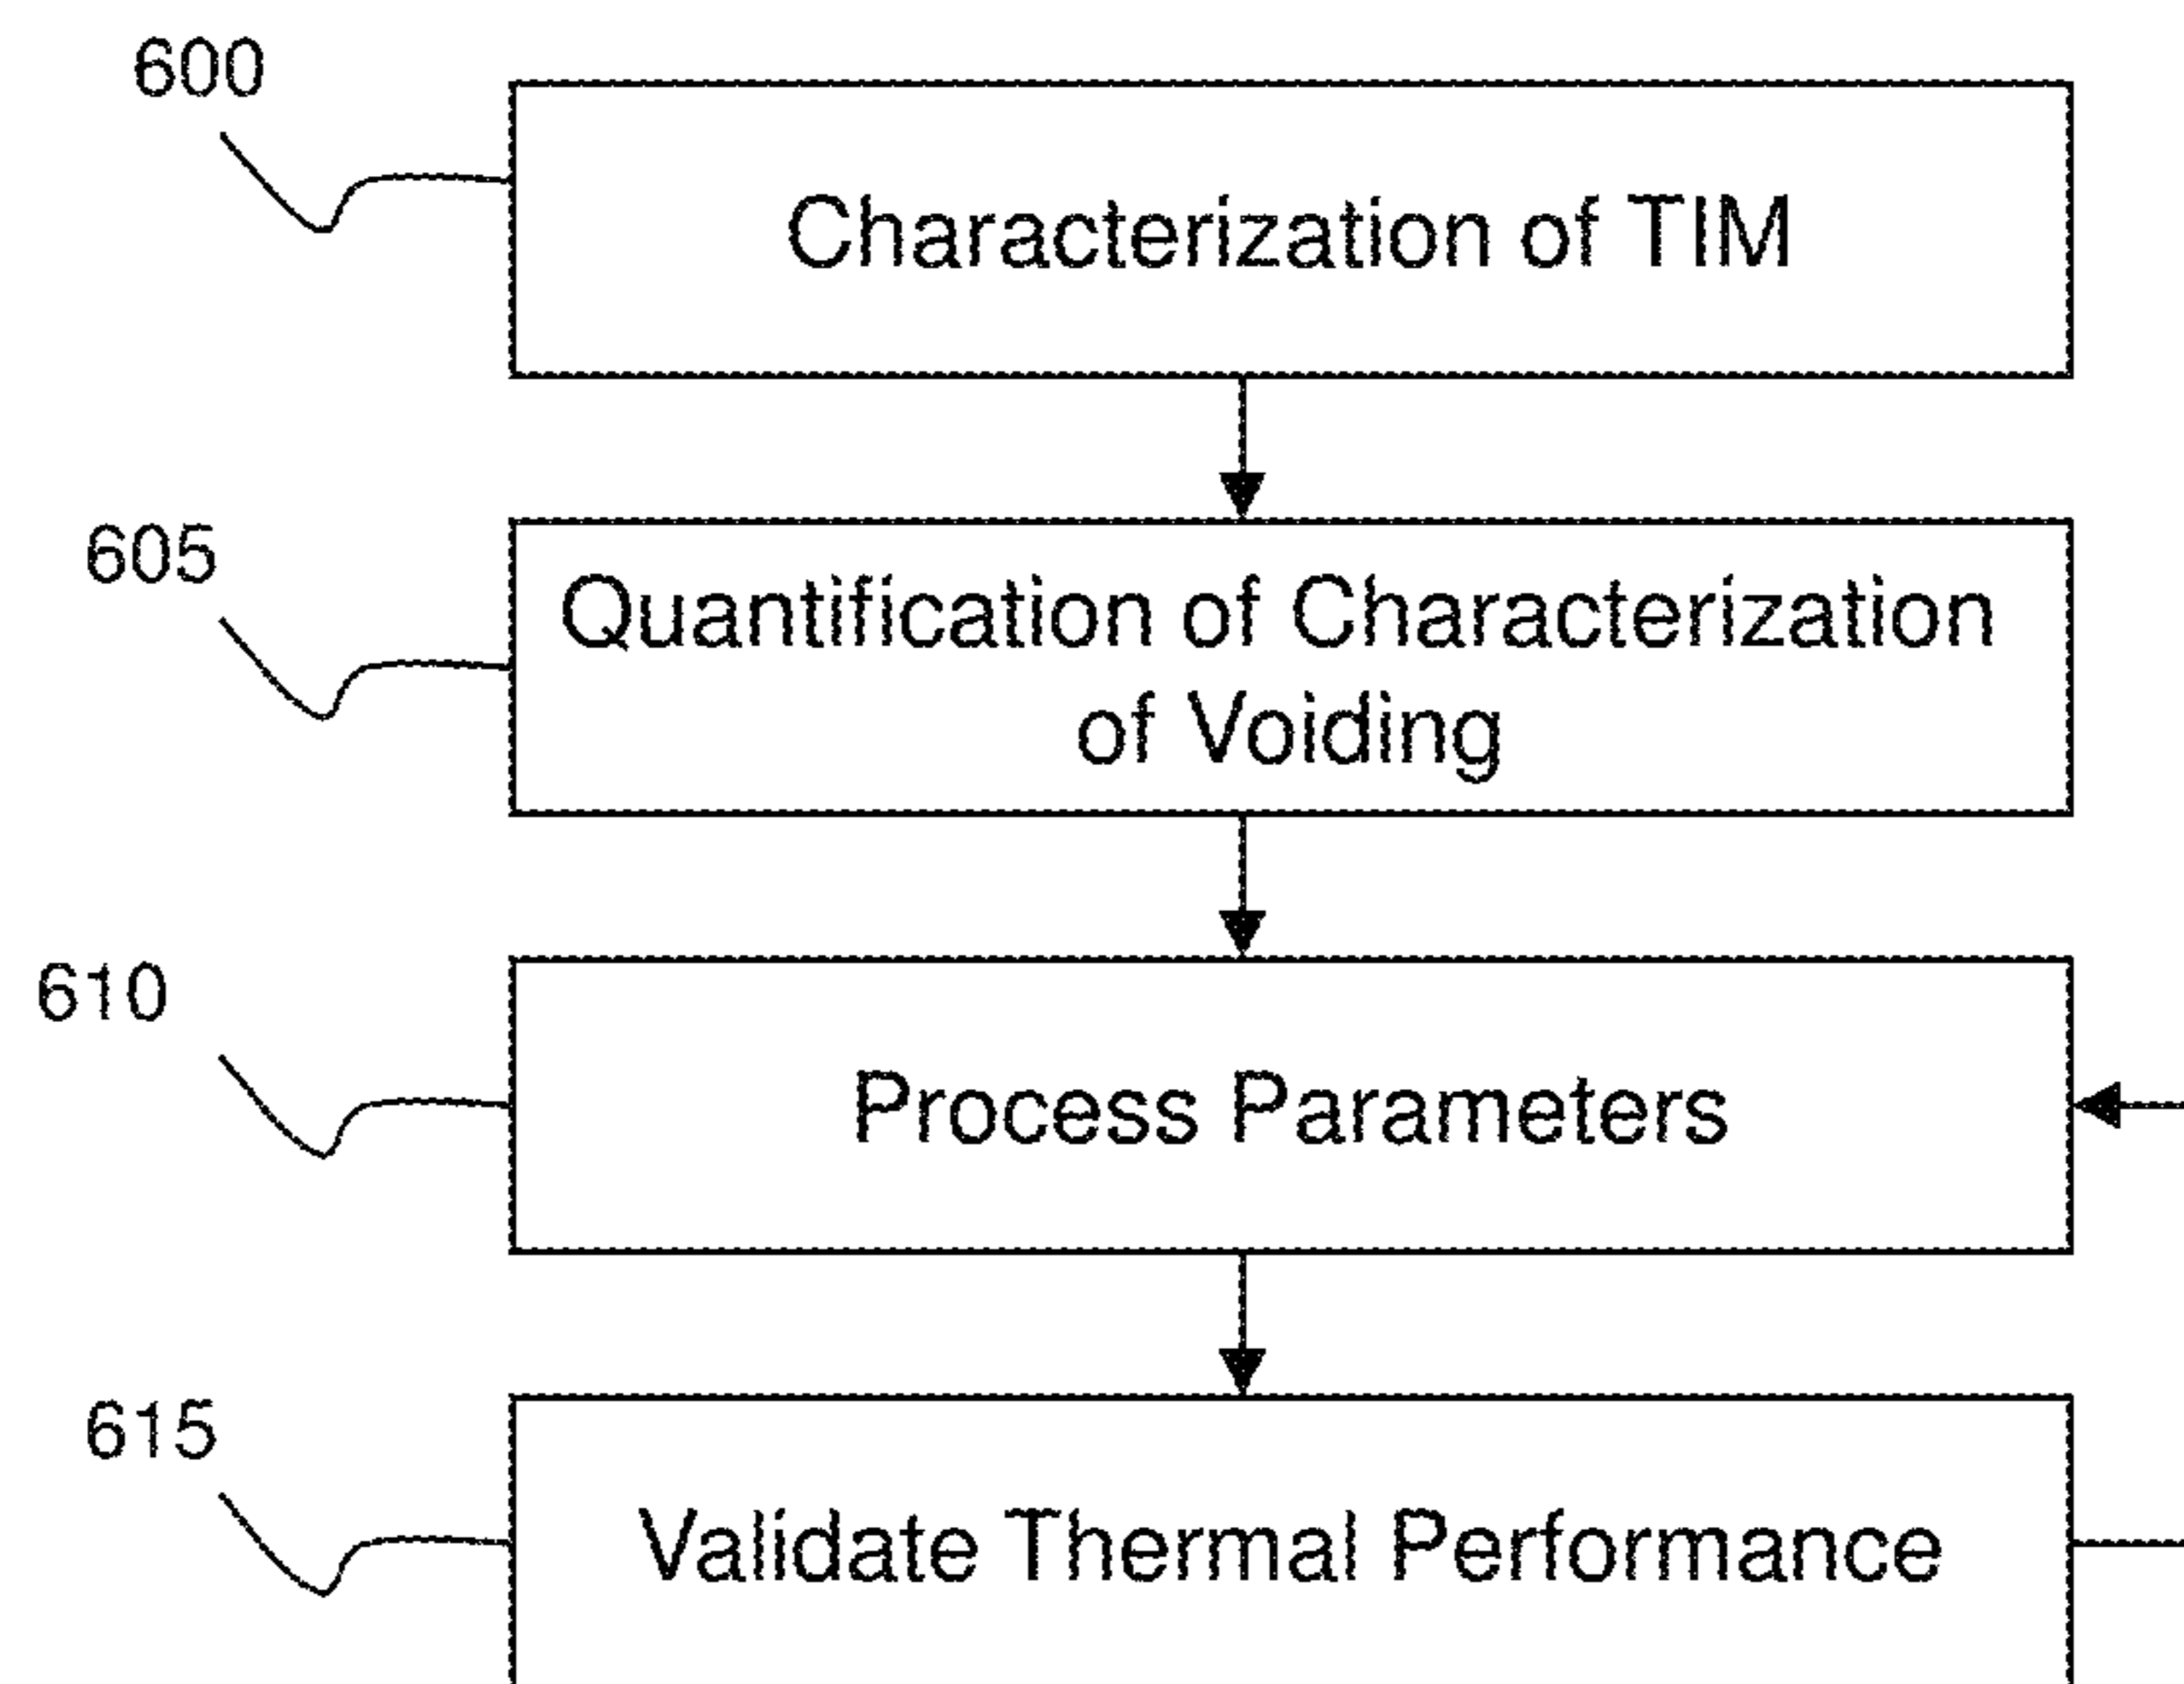 600
Characterization of TIM
605
Quantification of Characterization
of Voiding
610
Process Parameters
615
Validate Thermal Performance